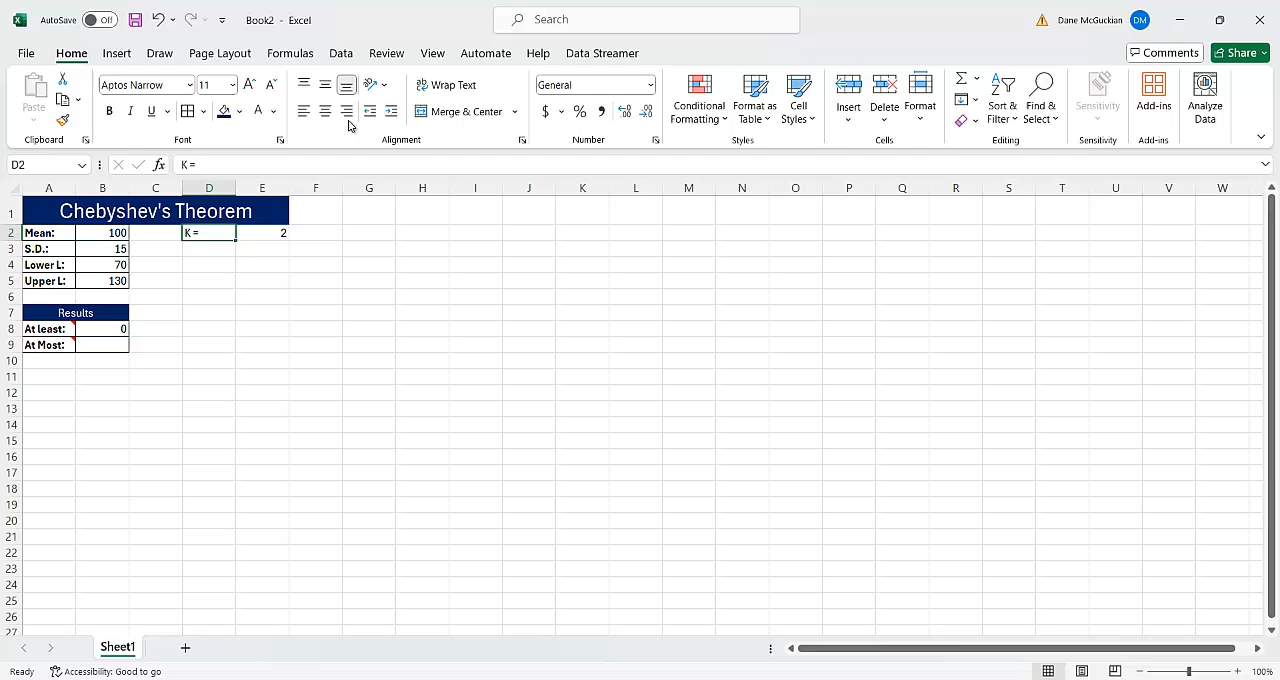 AutoSave Off Book2 - Excel Search Dane McGuckian DM
File Home Insert Draw Page Layout Formulas Data Review View Automate Help Data Streamer Comments Share
Paste Aptos Narrow 11 Wrap Text General Conditional Formatting Format as Table Cell Styles Insert Delete Format Sort & Filter Find & Select Sensitivity Add-ins Analyze Data
B I U A Merge & Center $ % 9
Clipboard Font Alignment Number Styles Cells Editing Sensitivity Add-ins
D2 fx K =
A B C D E F G H I J K L M N O P Q R S T U V W
1 Chebyshev's Theorem
2 Mean: 100 K = 2
3 S.D.: 15
4 Lower L: 70
5 Upper L: 130
6
7 Results
8 At least: 0
9 At Most:
10
11
12
13
14
15
16
17
18
19
20
21
22
23
24
25
26
27
Sheet1
Ready Accessibility: Good to go 100%